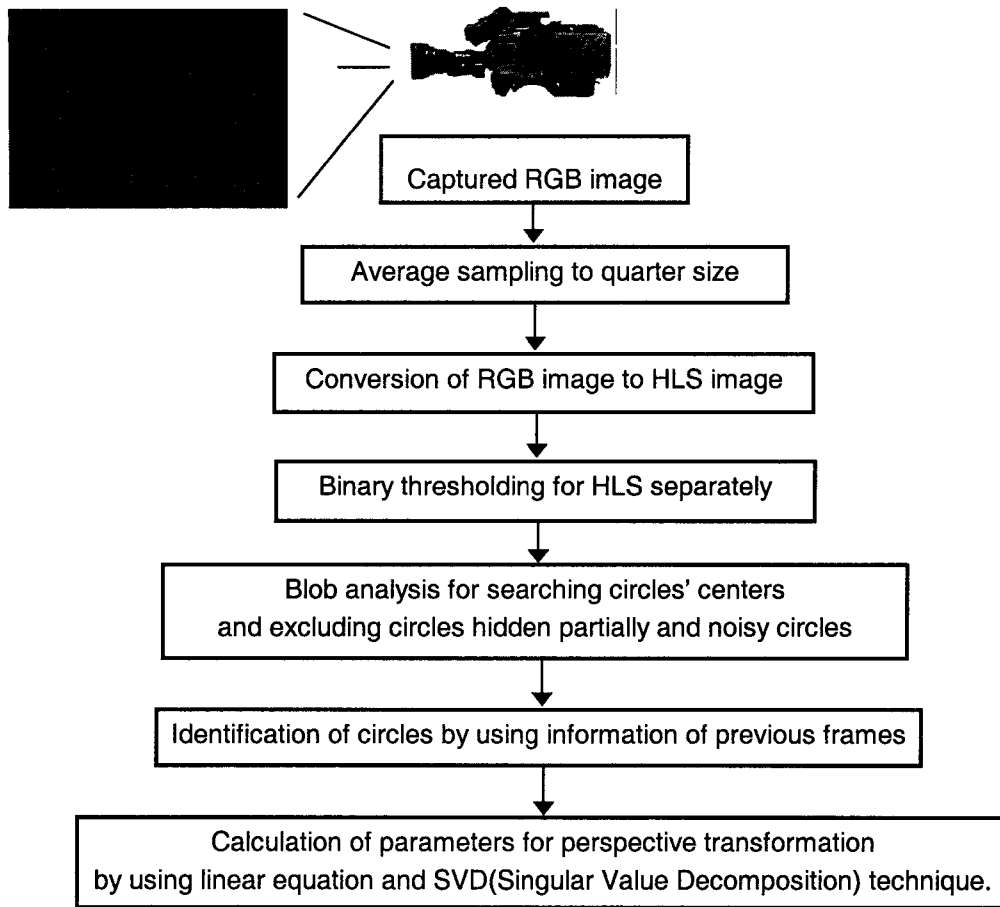 Captured RGB image
Average sampling to quarter size
Conversion of RGB image to HLS image
Binary thresholding for HLS separately
Blob analysis for searching circles' centers
and excluding circles hidden partially and noisy circles
Identification of circles by using information of previous frames
Calculation of parameters for perspective transformation
by using linear equation and SVD(Singular Value Decomposition) technique.